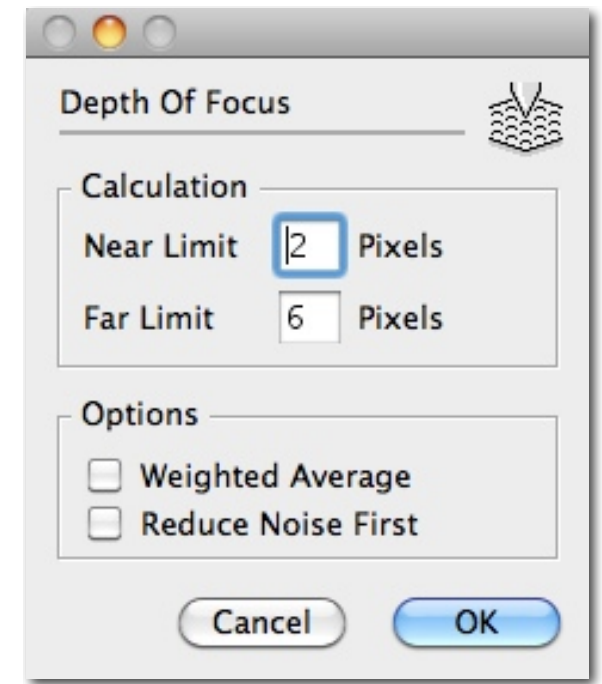 Depth Of Focus
Calculation
Near Limit 2 Pixels
Far Limit 6 Pixels
Options
Weighted Average
Reduce Noise First
Cancel OK